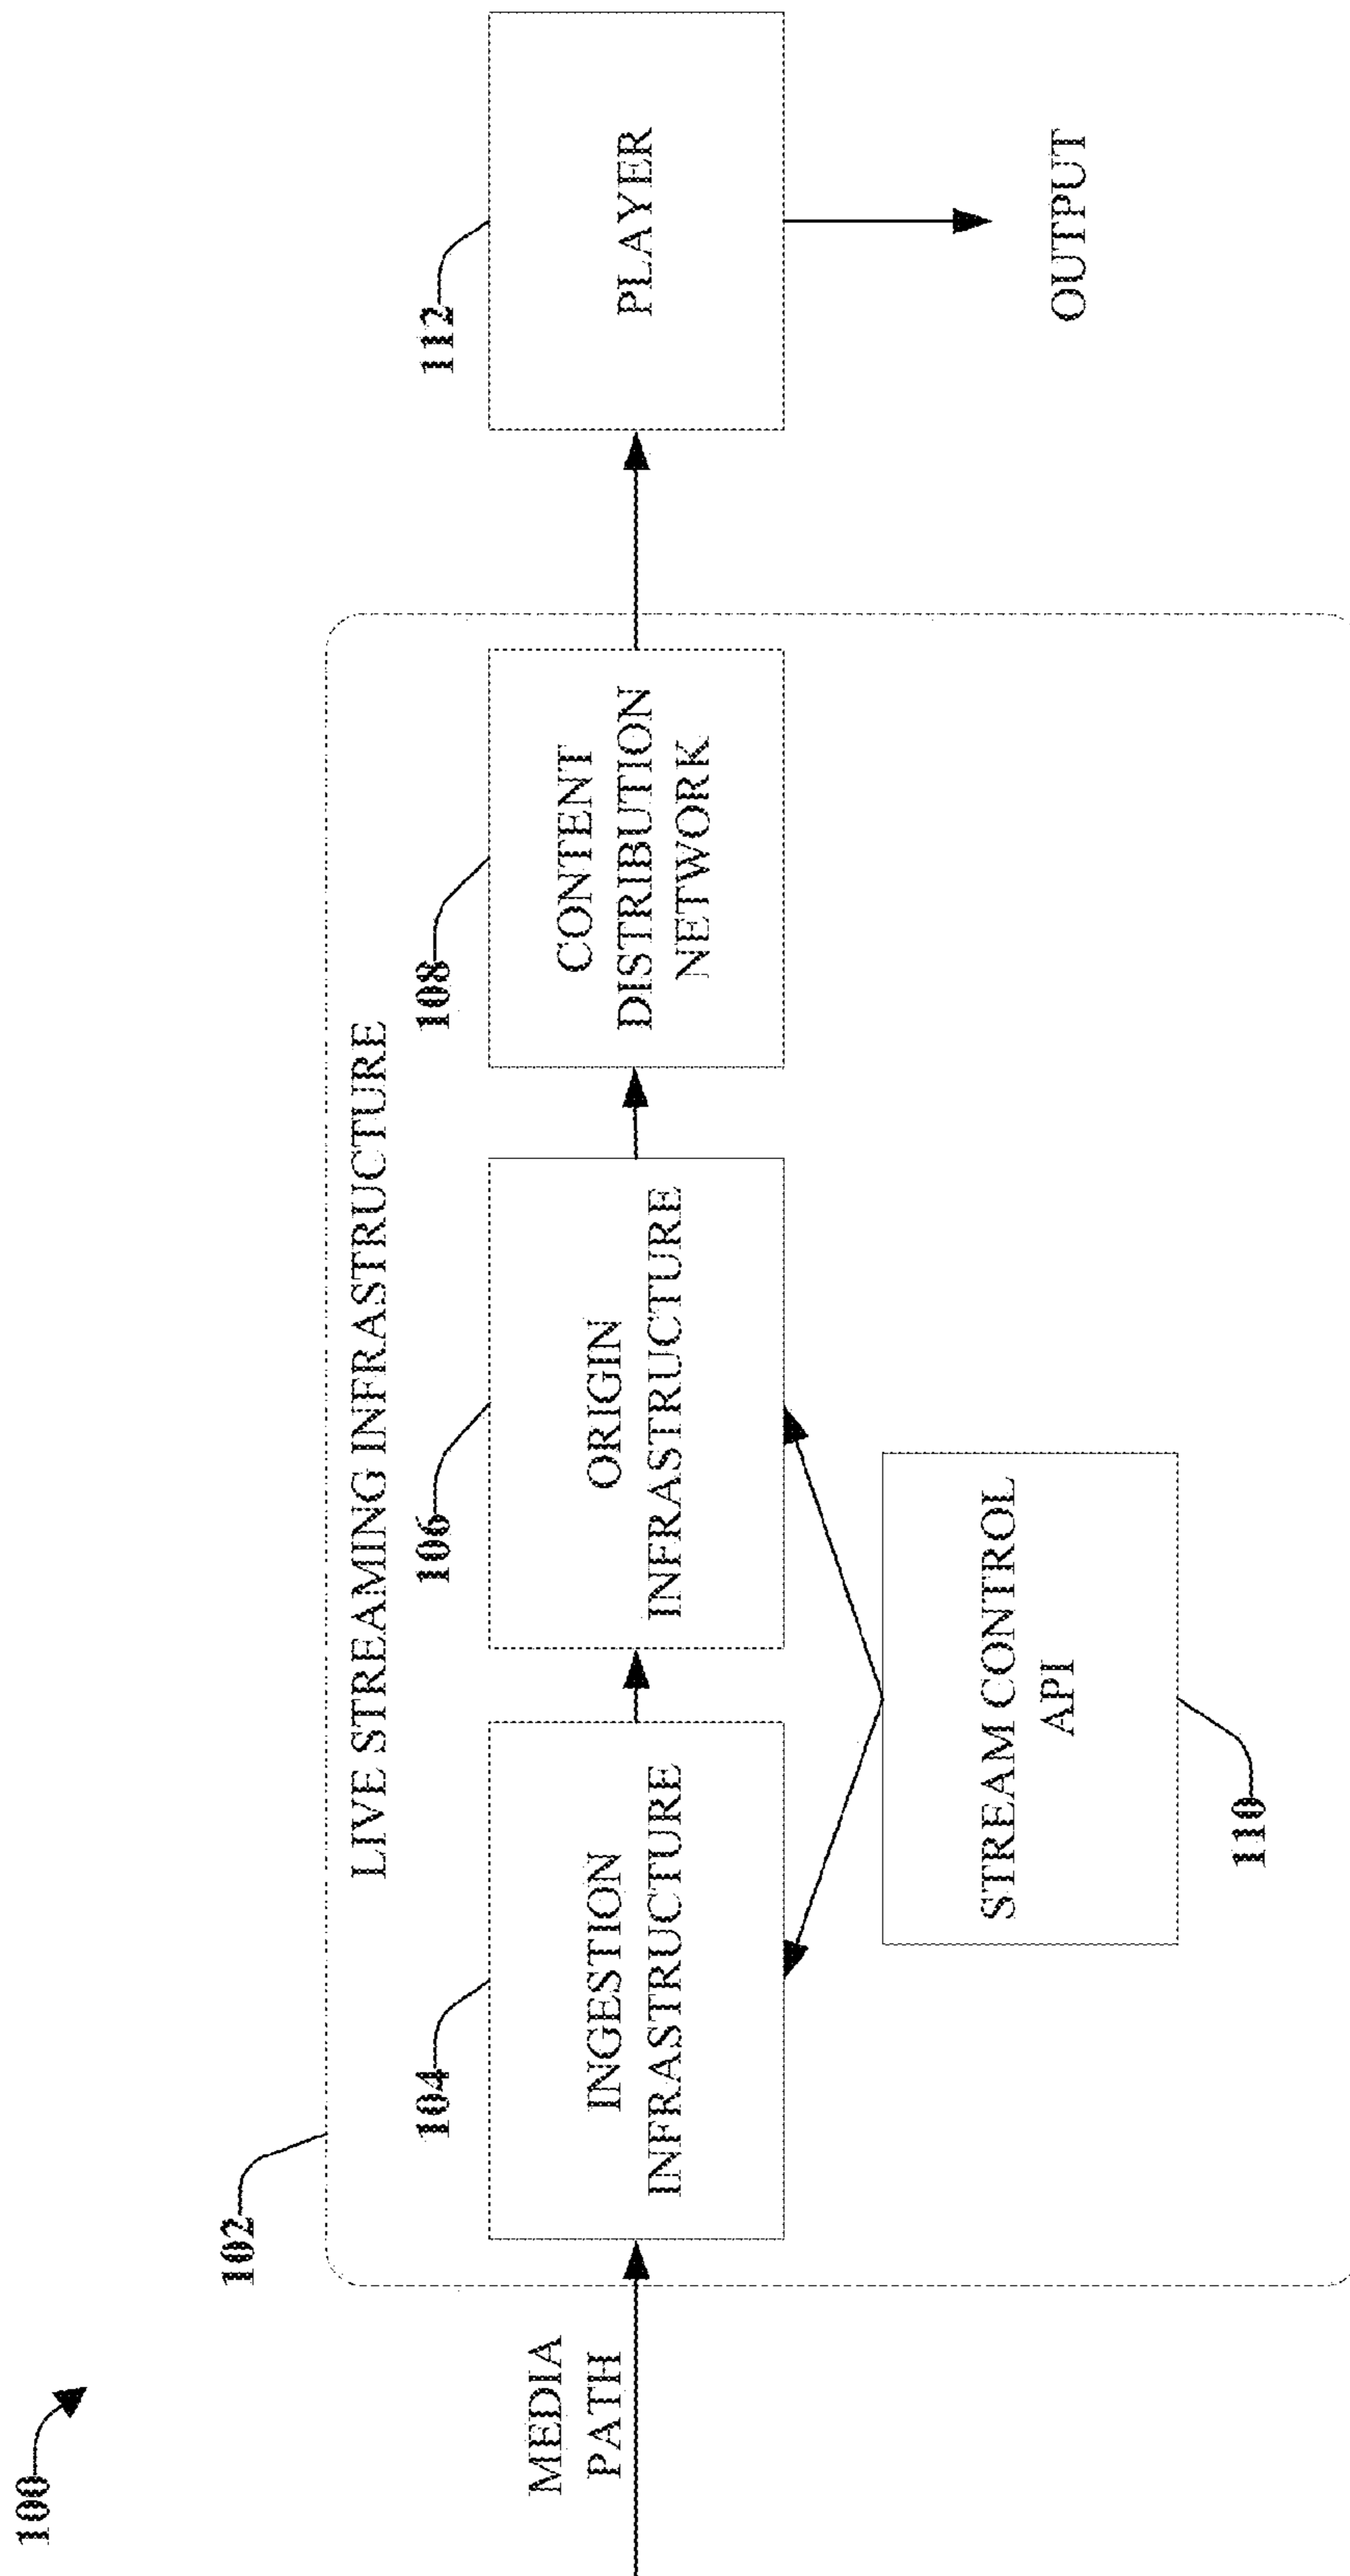 100
102
LIVE STREAMING INFRASTRUCTURE
MEDIA
PATH
104
INGESTION
INFRASTRUCTURE
106
ORIGIN
INFRASTRUCTURE
108
CONTENT
DISTRIBUTION
NETWORK
112
PLAYER
STREAM CONTROL
API
110
OUTPUT